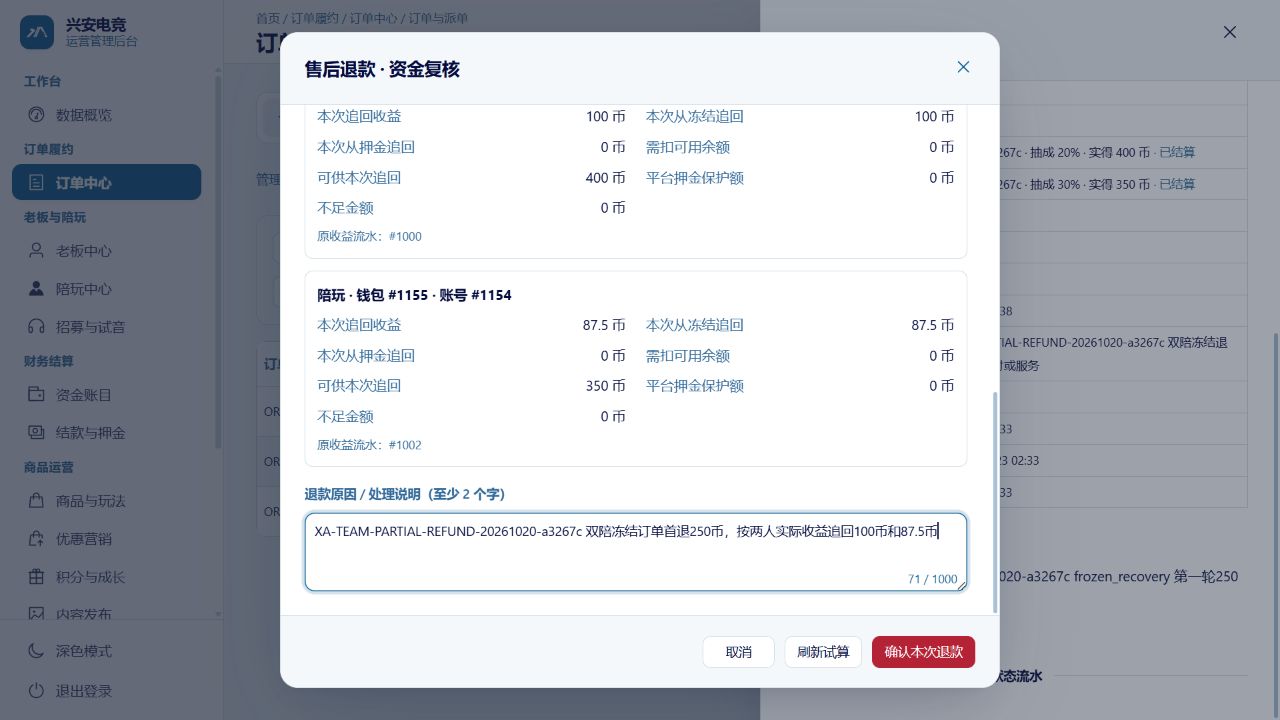 兴安电竞
运营管理后台
工作台
数据概览
订单履约
订单中心
老板与陪玩
老板中心
陪玩中心
招募与试音
财务结算
资金账目
结款与押金
商品运营
商品与玩法
优惠营销
积分与成长
内容发布
深色模式
退出登录
首页 / 订单履约 / 订单中心 / 订单与派单
管理
OR
OR
OR
售后退款 · 资金复核
本次追回收益 100 币 本次从冻结追回 100 币
本次从押金追回 0 币 需扣可用余额 0 币
可供本次追回 400 币 平台押金保护额 0 币
不足金额 0 币
原收益流水：#1000
陪玩 · 钱包 #1155 · 账号 #1154
本次追回收益 87.5 币 本次从冻结追回 87.5 币
本次从押金追回 0 币 需扣可用余额 0 币
可供本次追回 350 币 平台押金保护额 0 币
不足金额 0 币
原收益流水：#1002
退款原因 / 处理说明（至少 2 个字）
XA-TEAM-PARTIAL-REFUND-20261020-a3267c 双陪冻结订单首退250币，按两人实际收益追回100币和87.5币
71 / 1000
取消
刷新试算
确认本次退款
267c · 抽成 20% · 实得 400 币 · 已结算
267c · 抽成 30% · 实得 350 币 · 已结算
38
TIAL-REFUND-20261020-a3267c 双陪冻结退
时或服务
33
23 02:33
33
020-a3267c frozen_recovery 第一轮250
状态流水